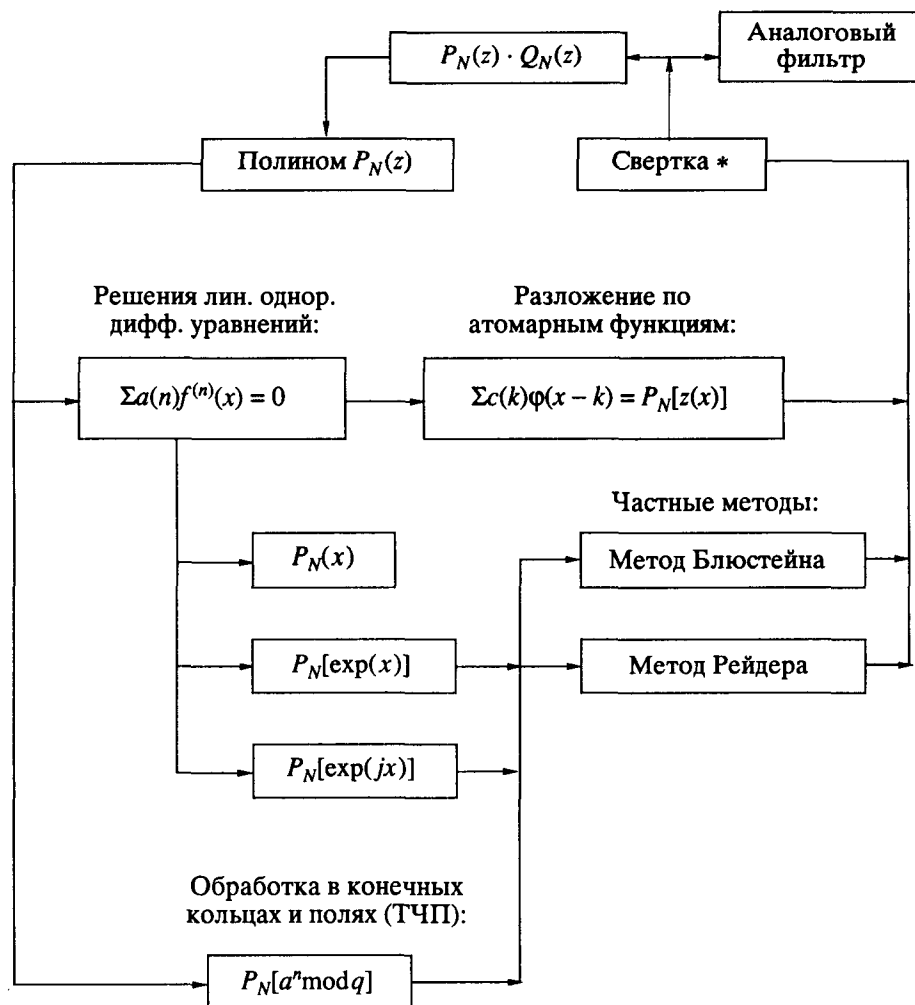 Аналоговый
фильтр
P_N(z) · Q_N(z)
Полином P_N(z)
Свертка *
Решения лин. однор.
дифф. уравнений:
Разложение по
атомарным функциям:
Σa(n)f^(n)(x) = 0
Σc(k)φ(x − k) = P_N[z(x)]
Частные методы:
P_N(x)
Метод Блюстейна
P_N[exp(x)]
Метод Рейдера
P_N[exp(jx)]
Обработка в конечных
кольцах и полях (ТЧП):
P_N[a^n mod q]